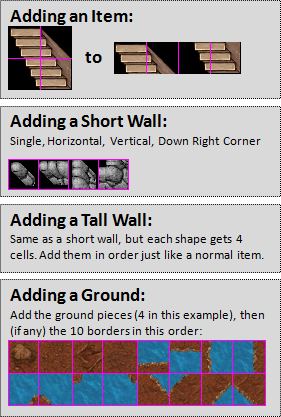 Adding an Item:
to
Adding a Short Wall:
Single, Horizontal, Vertical, Down Right Corner
Adding a Tall Wall:
Same as a short wall, but each shape gets 4
cells. Add them in order just like a normal item.
Adding a Ground:
Add the ground pieces (4 in this example), then
(if any) the 10 borders in this order: